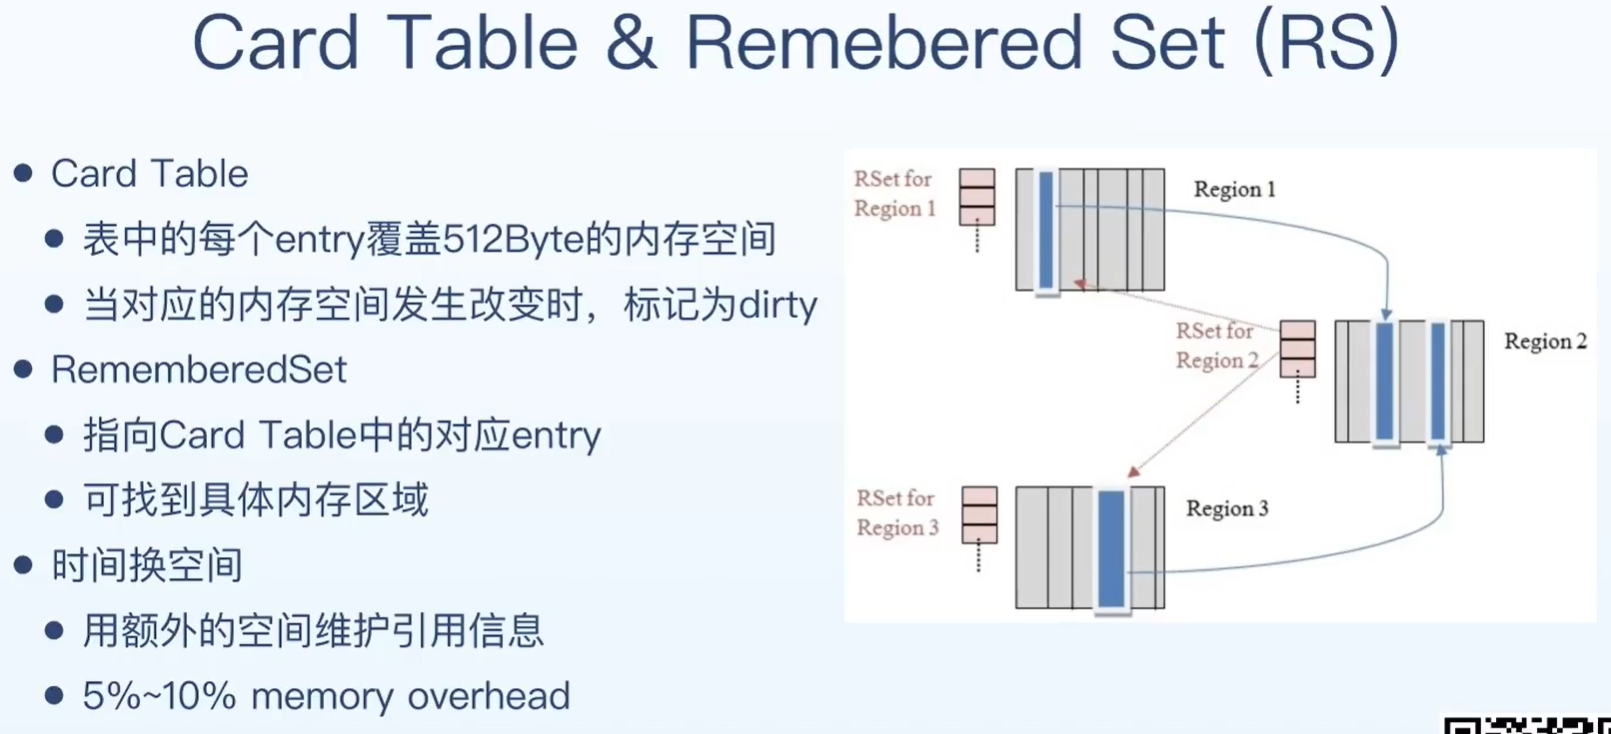 Card Table & Remebered Set (RS)
Card Table
表中的每个entry覆盖512Byte的内存空间
当对应的内存空间发生改变时，标记为dirty
RememberedSet
指向Card Table中的对应entry
可找到具体内存区域
时间换空间
用额外的空间维护引用信息
5%~10% memory overhead
RSet for
Region 1
Region 1
RSet for
Region 2
Region 2
RSet for
Region 3
Region 3